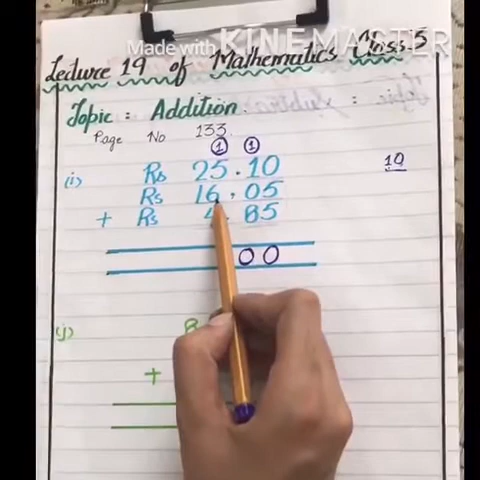 Made with KINEMASTER
Lecture 19 of Mathematics Class-5
Topic : Addition.
Page No 133
1 1
(i) Rs 25.10
10
Rs 16.05
+ Rs 4.85
00
(j) 8
+